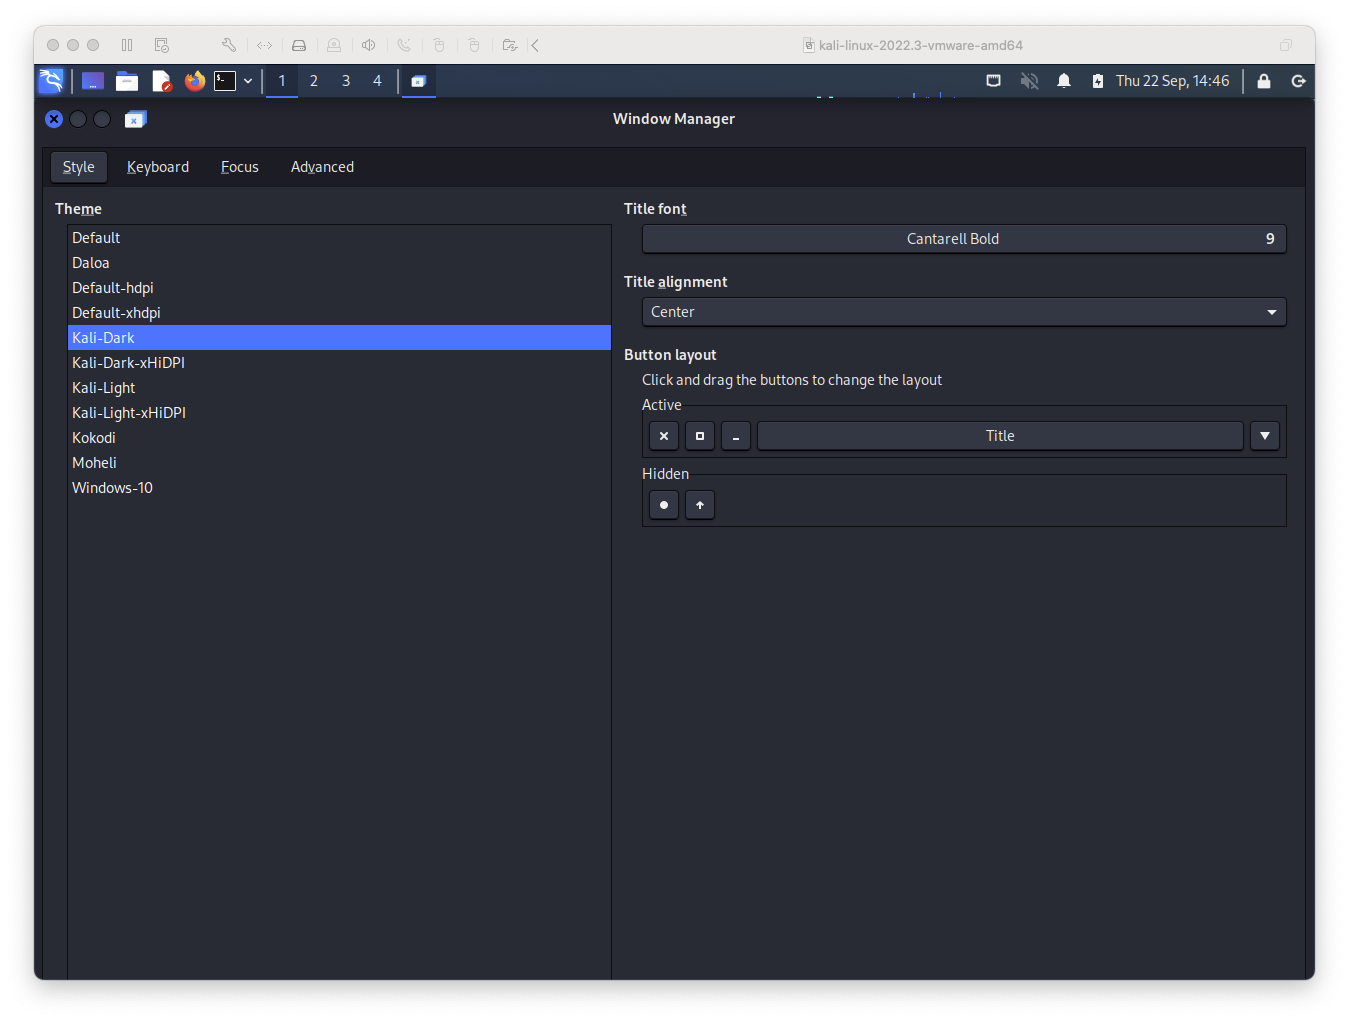 kali-linux-2022.3-vmware-amd64
1 2 3 4
Thu 22 Sep, 14:46
Window Manager
Style Keyboard Focus Advanced
Theme
Default
Daloa
Default-hdpi
Default-xhdpi
Kali-Dark
Kali-Dark-xHiDPI
Kali-Light
Kali-Light-xHiDPI
Kokodi
Moheli
Windows-10
Title font
Cantarell Bold 9
Title alignment
Center
Button layout
Click and drag the buttons to change the layout
Active
Title
Hidden